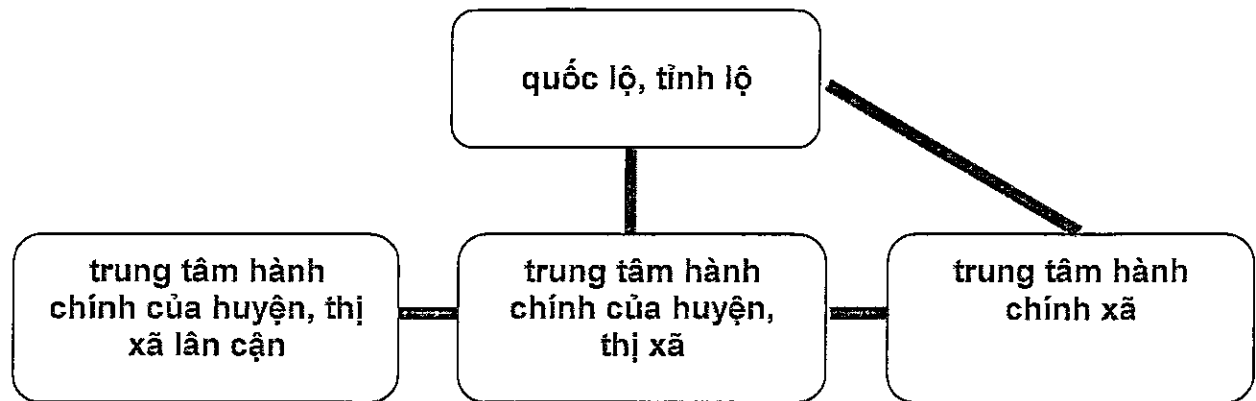 quốc lộ, tỉnh lộ
trung tâm hành
chính của huyện, thị
xã lân cận
trung tâm hành
chính của huyện,
thị xã
trung tâm hành
chính xã